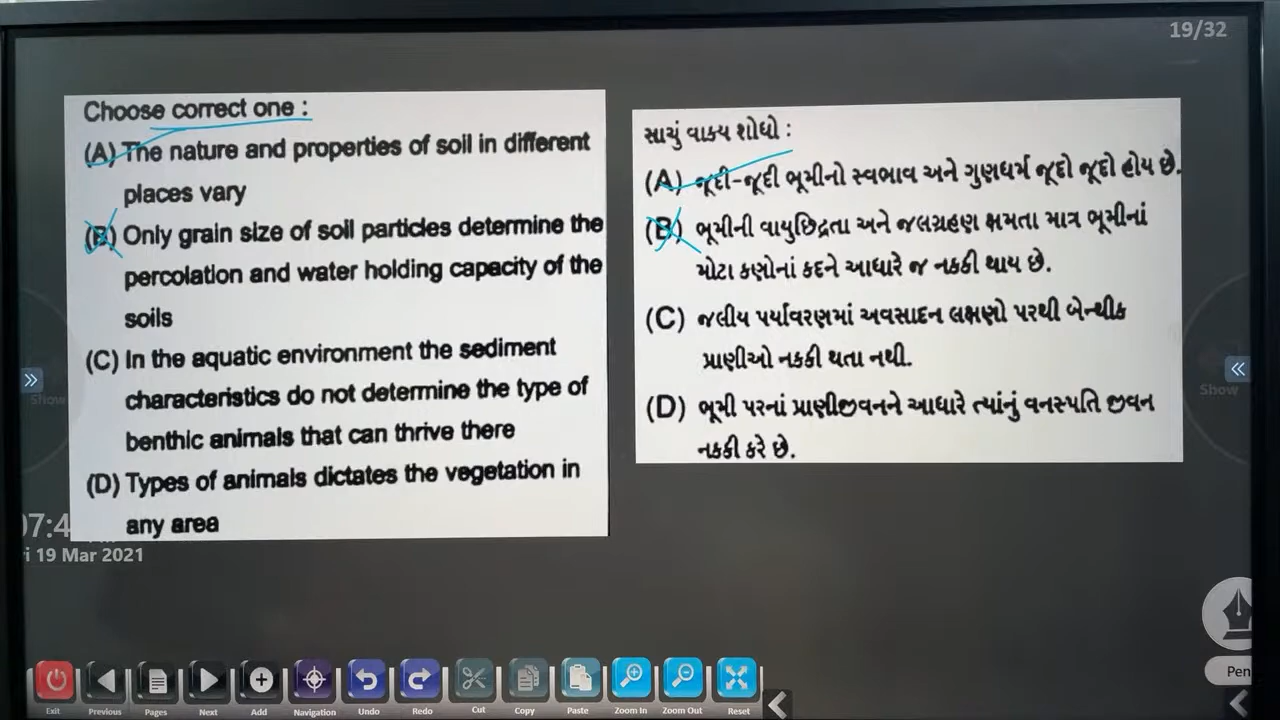 19/32
Choose correct one :
(A) The nature and properties of soil in different
places vary
(B) Only grain size of soil particles determine the
percolation and water holding capacity of the
soils
(C) In the aquatic environment the sediment
characteristics do not determine the type of
benthic animals that can thrive there
(D) Types of animals dictates the vegetation in
any area
સાચું વાક્ય શોધો :
(A) જૂદી-જૂદી ભૂમીનો સ્વભાવ અને ગુણધર્મ જૂદો જૂદો હોય છે.
(B) ભૂમીની વાયુછિદ્રતા અને જલગ્રહણ ક્ષમતા માત્ર ભૂમીનાં
મોટા કણોનાં કદને આધારે જ નકકી થાય છે.
(C) જલીય પર્યાવરણમાં અવસાદન લક્ષણો પરથી બેન્થીક
પ્રાણીઓ નકકી થતા નથી.
(D) ભૂમી પરનાં પ્રાણીજીવનને આધારે ત્યાંનું વનસ્પતિ જીવન
નકકી કરે છે.
Show
Show
07:4
i 19 Mar 2021
Pen
Exit
Previous
Pages
Next
Add
Navigation
Undo
Redo
Cut
Copy
Paste
Zoom In
Zoom Out
Reset